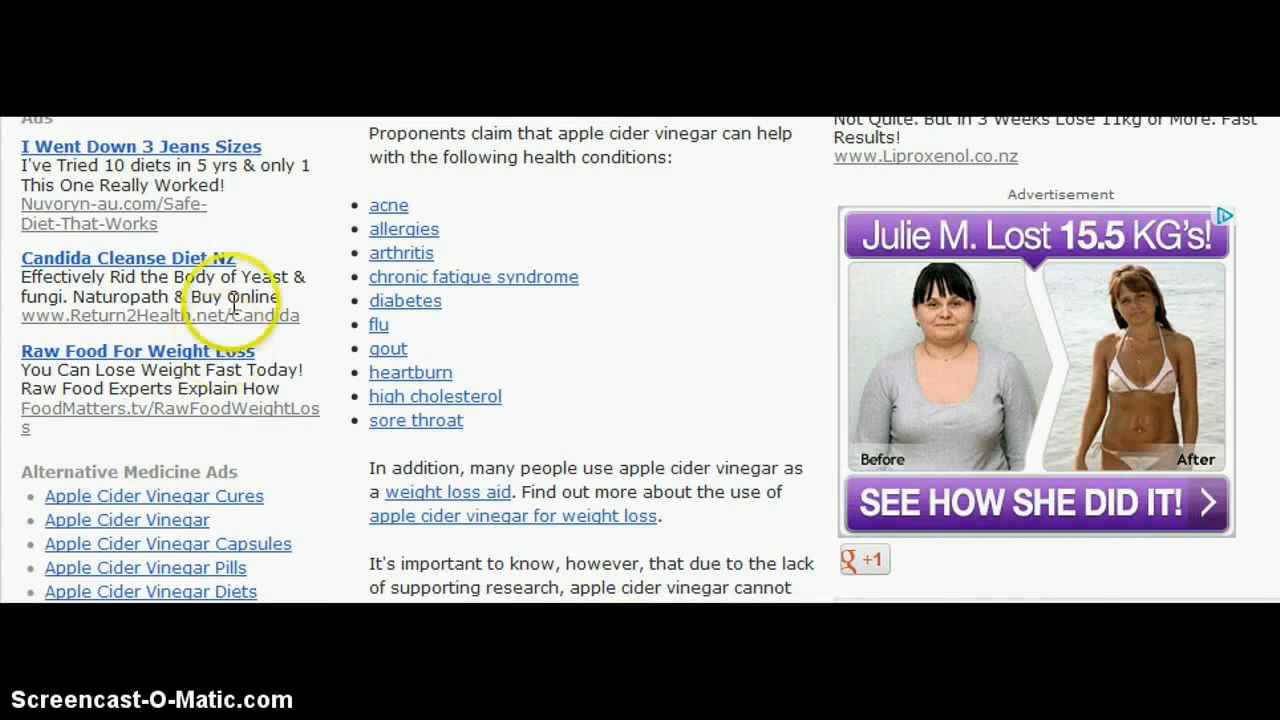 Ads
I Went Down 3 Jeans Sizes
I've Tried 10 diets in 5 yrs & only 1
This One Really Worked!
Nuvoryn-au.com/Safe-
Diet-That-Works
Candida Cleanse Diet NZ
Effectively Rid the Body of Yeast &
fungi. Naturopath & Buy Online
www.Return2Health.net/Candida
Raw Food For Weight Loss
You Can Lose Weight Fast Today!
Raw Food Experts Explain How
FoodMatters.tv/RawFoodWeightLos
s
Alternative Medicine Ads
Apple Cider Vinegar Cures
Apple Cider Vinegar
Apple Cider Vinegar Capsules
Apple Cider Vinegar Pills
Apple Cider Vinegar Diets
Proponents claim that apple cider vinegar can help
with the following health conditions:
acne
allergies
arthritis
chronic fatigue syndrome
diabetes
flu
gout
heartburn
high cholesterol
sore throat
In addition, many people use apple cider vinegar as
a weight loss aid. Find out more about the use of
apple cider vinegar for weight loss.
It's important to know, however, that due to the lack
of supporting research, apple cider vinegar cannot
Not Quite. But in 3 Weeks Lose 11kg or More. Fast
Results!
www.Liproxenol.co.nz
Advertisement
Julie M. Lost 15.5 KG's!
Before
After
SEE HOW SHE DID IT!
g +1
Screencast-O-Matic.com